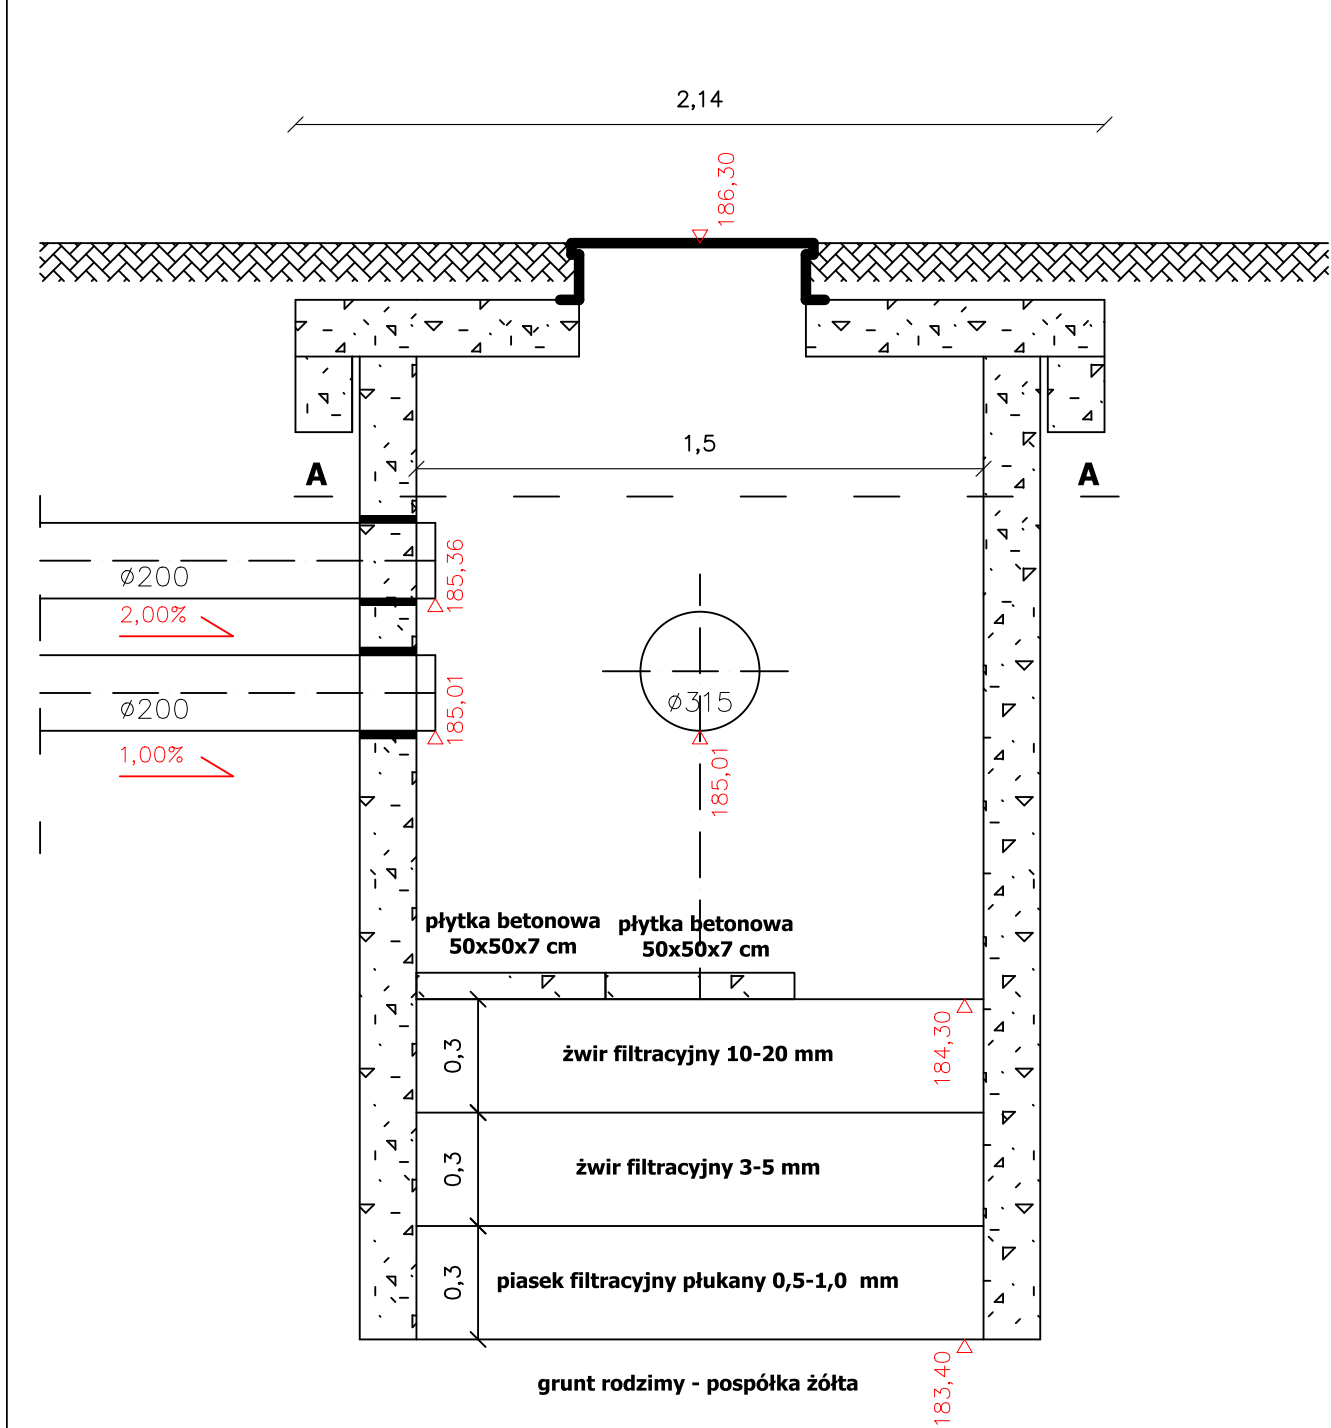 2,14
186,30
1,5
A
A
185,36
ø200
2,00%
185,01
ø200
ø315
1,00%
185,01
płytka betonowa
50x50x7 cm
płytka betonowa
50x50x7 cm
184,30
0,3
żwir filtracyjny 10-20 mm
0,3
żwir filtracyjny 3-5 mm
0,3
piasek filtracyjny płukany 0,5-1,0 mm
183,40
grunt rodzimy - pospółka żółta